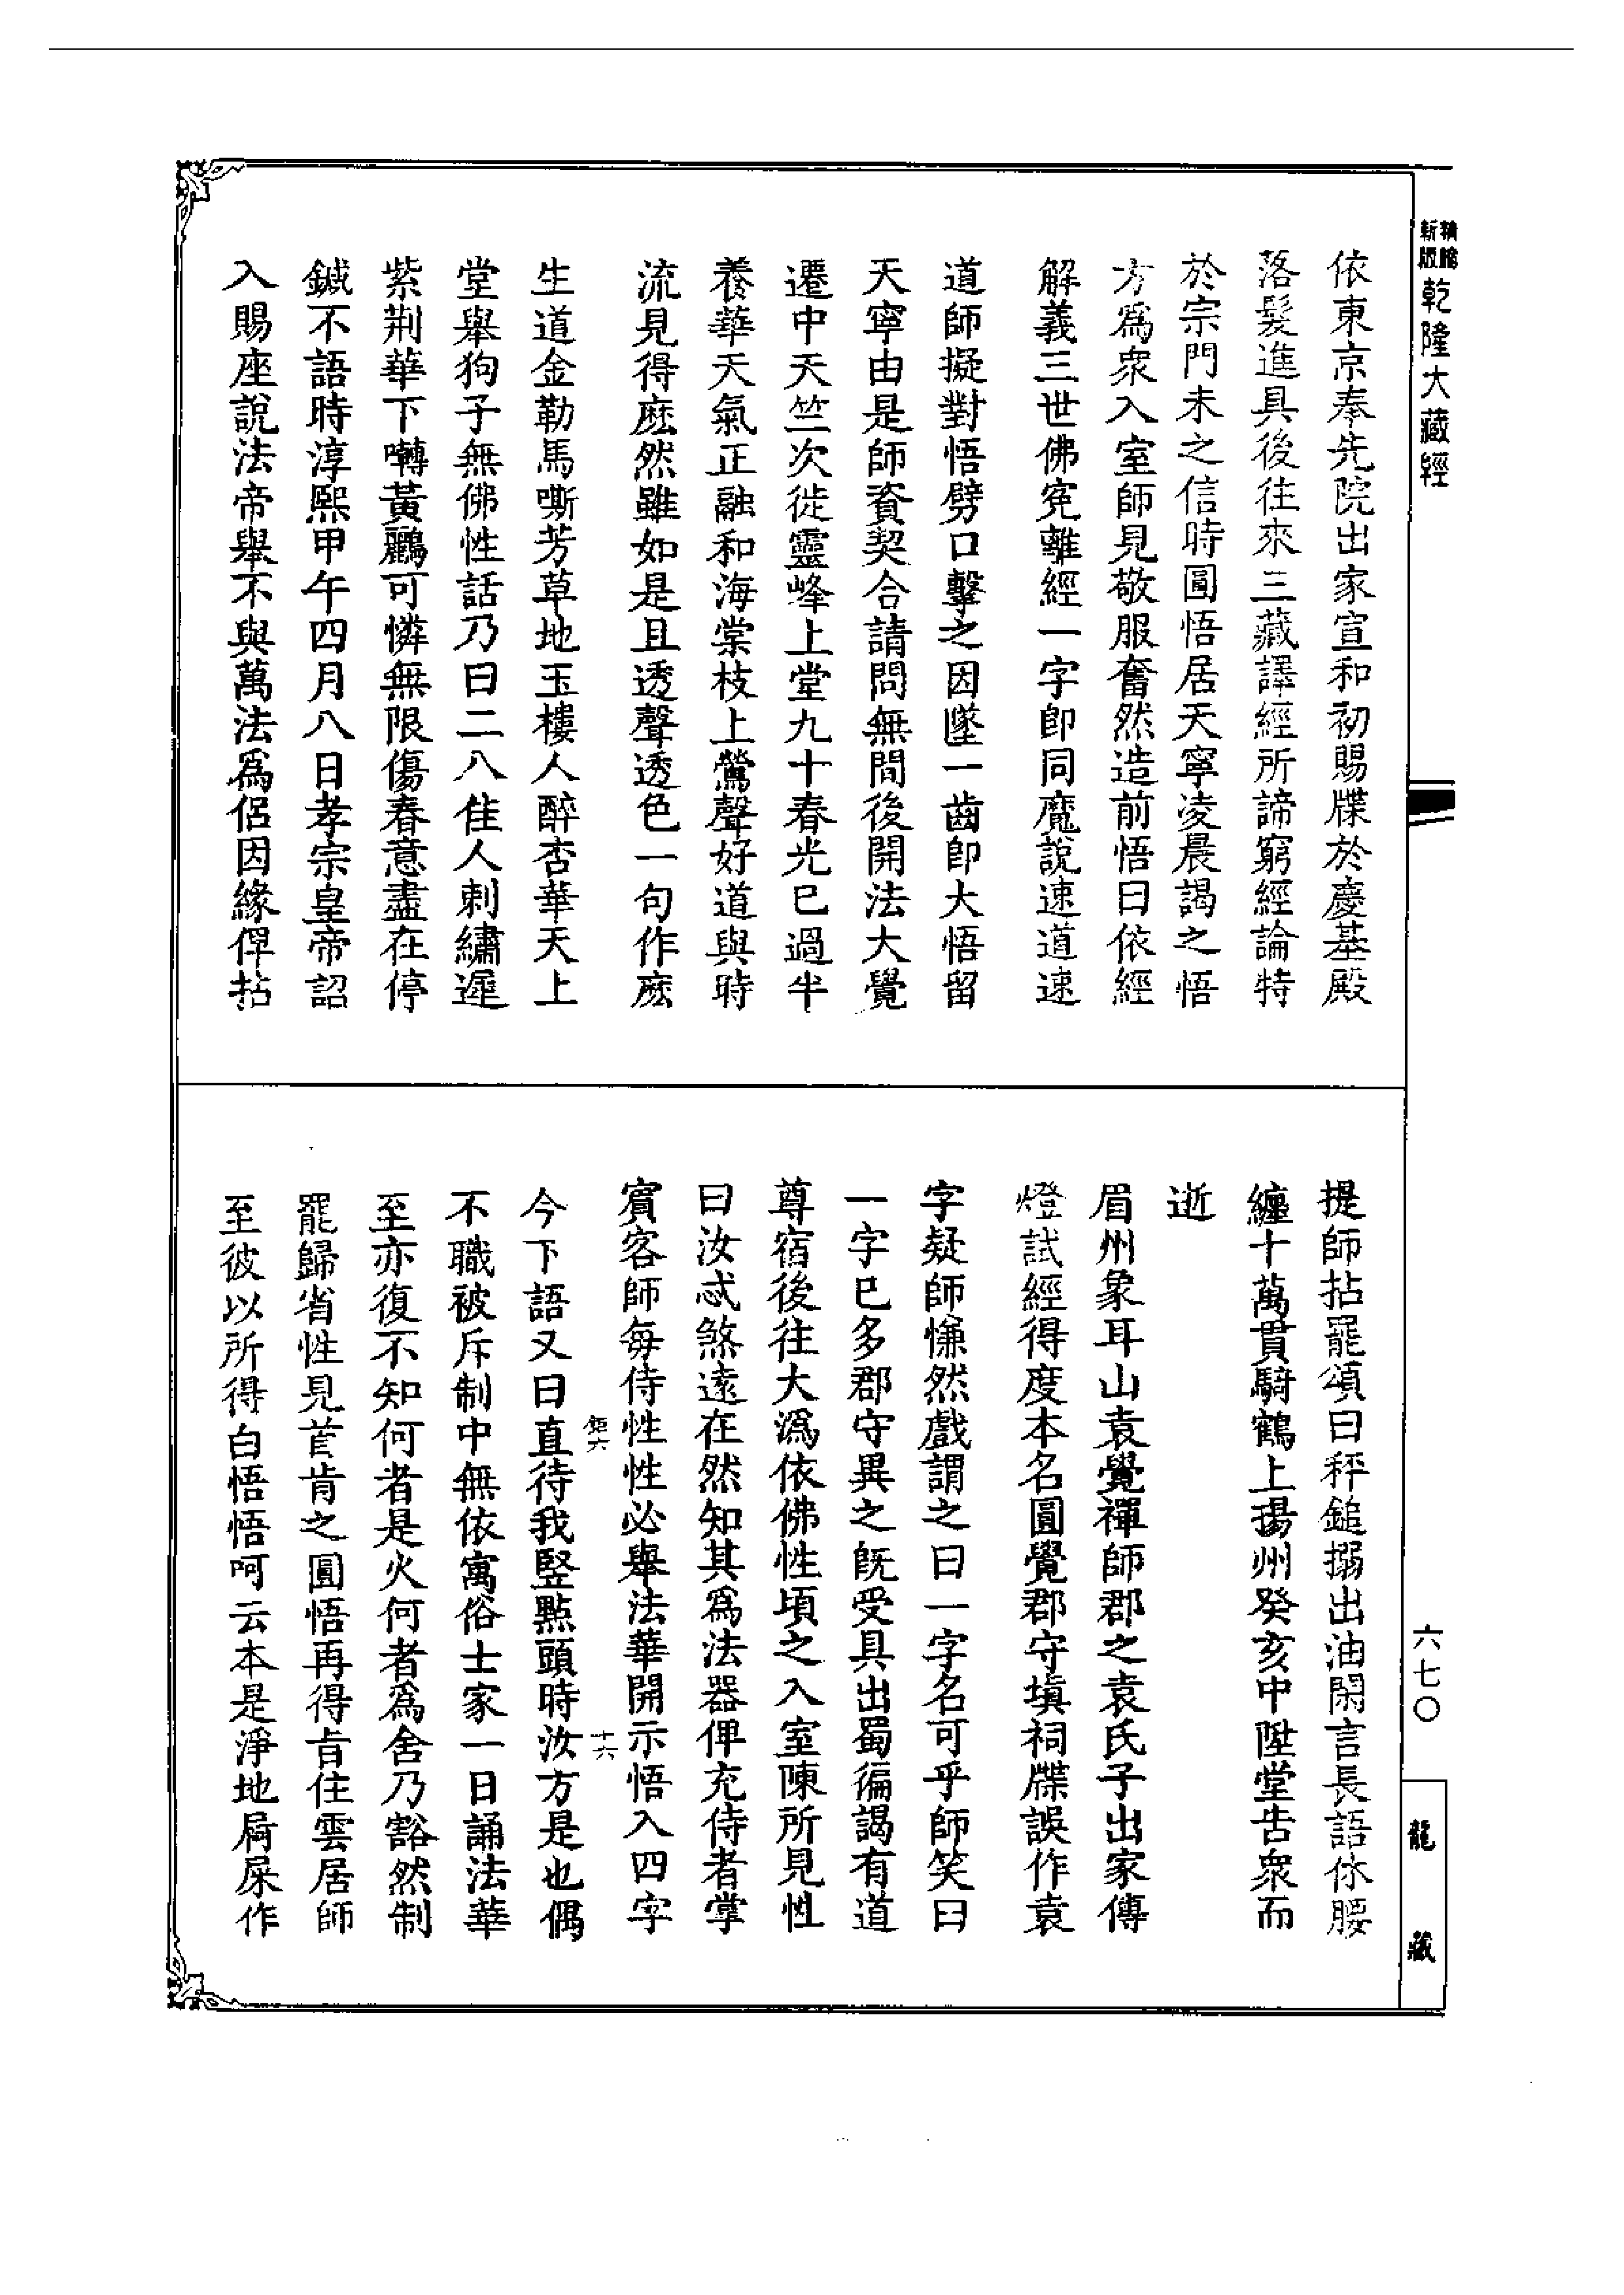 新版精縮乾隆大藏經
依東京奉先院出家宣和初賜牒於慶基殿
落髮進具後往來三藏譯經所諦窮經論特
於宗門未之信時圓悟居天寧凌晨謁之悟
方爲衆入室師見敬服奮然造前悟曰依經
解義三世佛寃離經一字卽同魔說速道速
道師擬對悟劈口擊之因墜一齒卽大悟留
天寧由是師資契合請問無間後開法大覺
遷中天竺次徙靈峰上堂九十春光已過半
養華天氣正融和海棠枝上鶯聲好道與時
流見得麽然雖如是且透聲透色一句作麽
生道金勒馬嘶芳草地玉樓人醉杏華天上
堂舉狗子無佛性話乃曰二八佳人刺繡遲
紫荆華下囀黃鸝可憐無限傷春意盡在停
鍼不語時淳熙甲午四月八日孝宗皇帝詔
入賜座說法帝舉不與萬法爲侶因緣俾拈
提師拈罷頌曰秤鎚搦出油閑言長語休腰
纏十萬貫騎鶴上揚州癸亥中陞堂告衆而
逝
眉州象耳山袁覺禪師郡之袁氏子出家傳
燈試經得度本名圓覺郡守塡祠牒誤作袁
字疑師慊然戲謂之曰一字名可乎師笑曰
一字已多郡守異之旣受具出蜀徧謁有道
尊宿後往大潙依佛性頃之入室陳所見性
曰汝忒煞遠在然知其爲法器俾充侍者掌
賓客師每侍性性必舉法華開示悟入四字
今下語又曰直待我竪點頭時汝方是也偶
不職被斥制中無依寓俗士家一日誦法華
至亦復不知何者是火何者爲舍乃豁然制
罷歸省性見首肯之圓悟再得旨住雲居師
至彼以所得白悟悟呵云本是淨地屙屎作
鉅六
十六
六七〇
龍藏